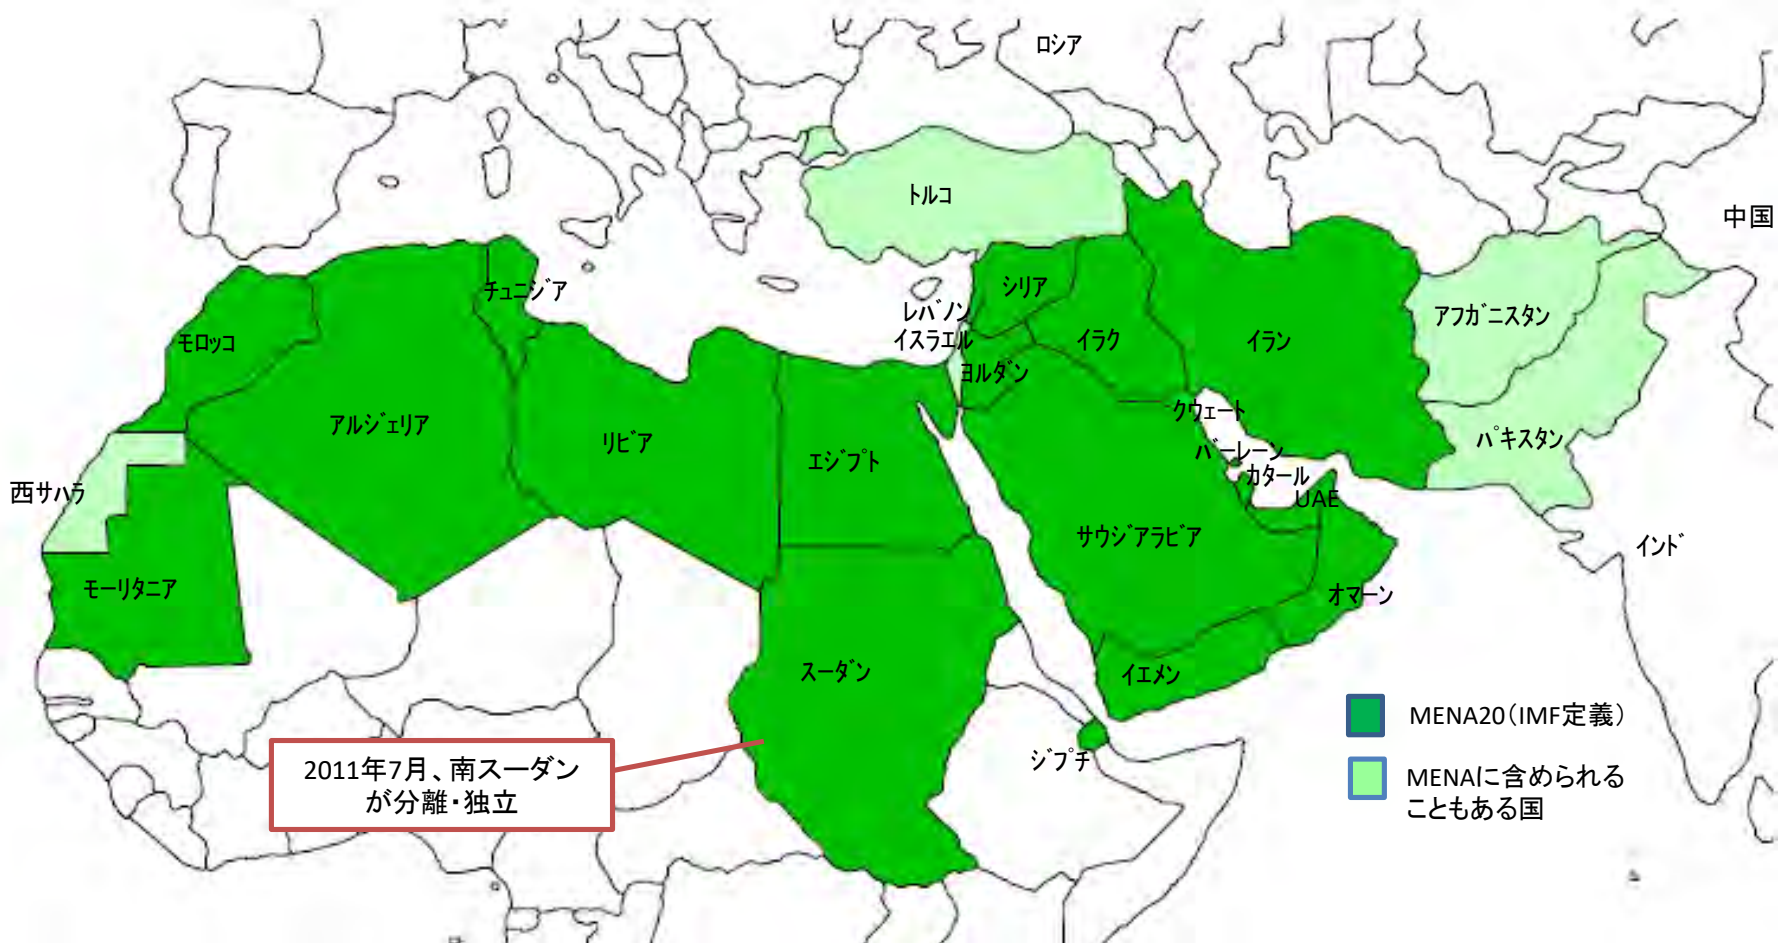 ロシア
中国
トルコ
チュニジア
シリア
レバノン
イスラエル
アフガニスタン
モロッコ
イラク
イラン
ヨルダン
クウェート
アルジェリア
リビア
エジプト
バーレーン
パキスタン
カタール
UAE
西サハラ
サウジアラビア
インド
モーリタニア
オマーン
スーダン
イエメン
ジブチ
2011年7月、南スーダン
が分離・独立
MENA20(IMF定義)
MENAに含められる
こともある国